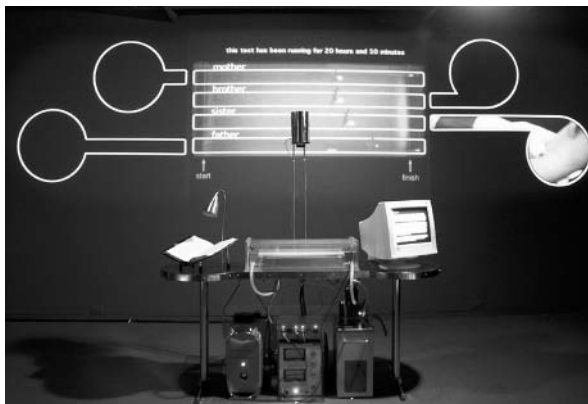 this test has been running for 20 hours and 50 minutes
mother
brother
sister
father
start
finish